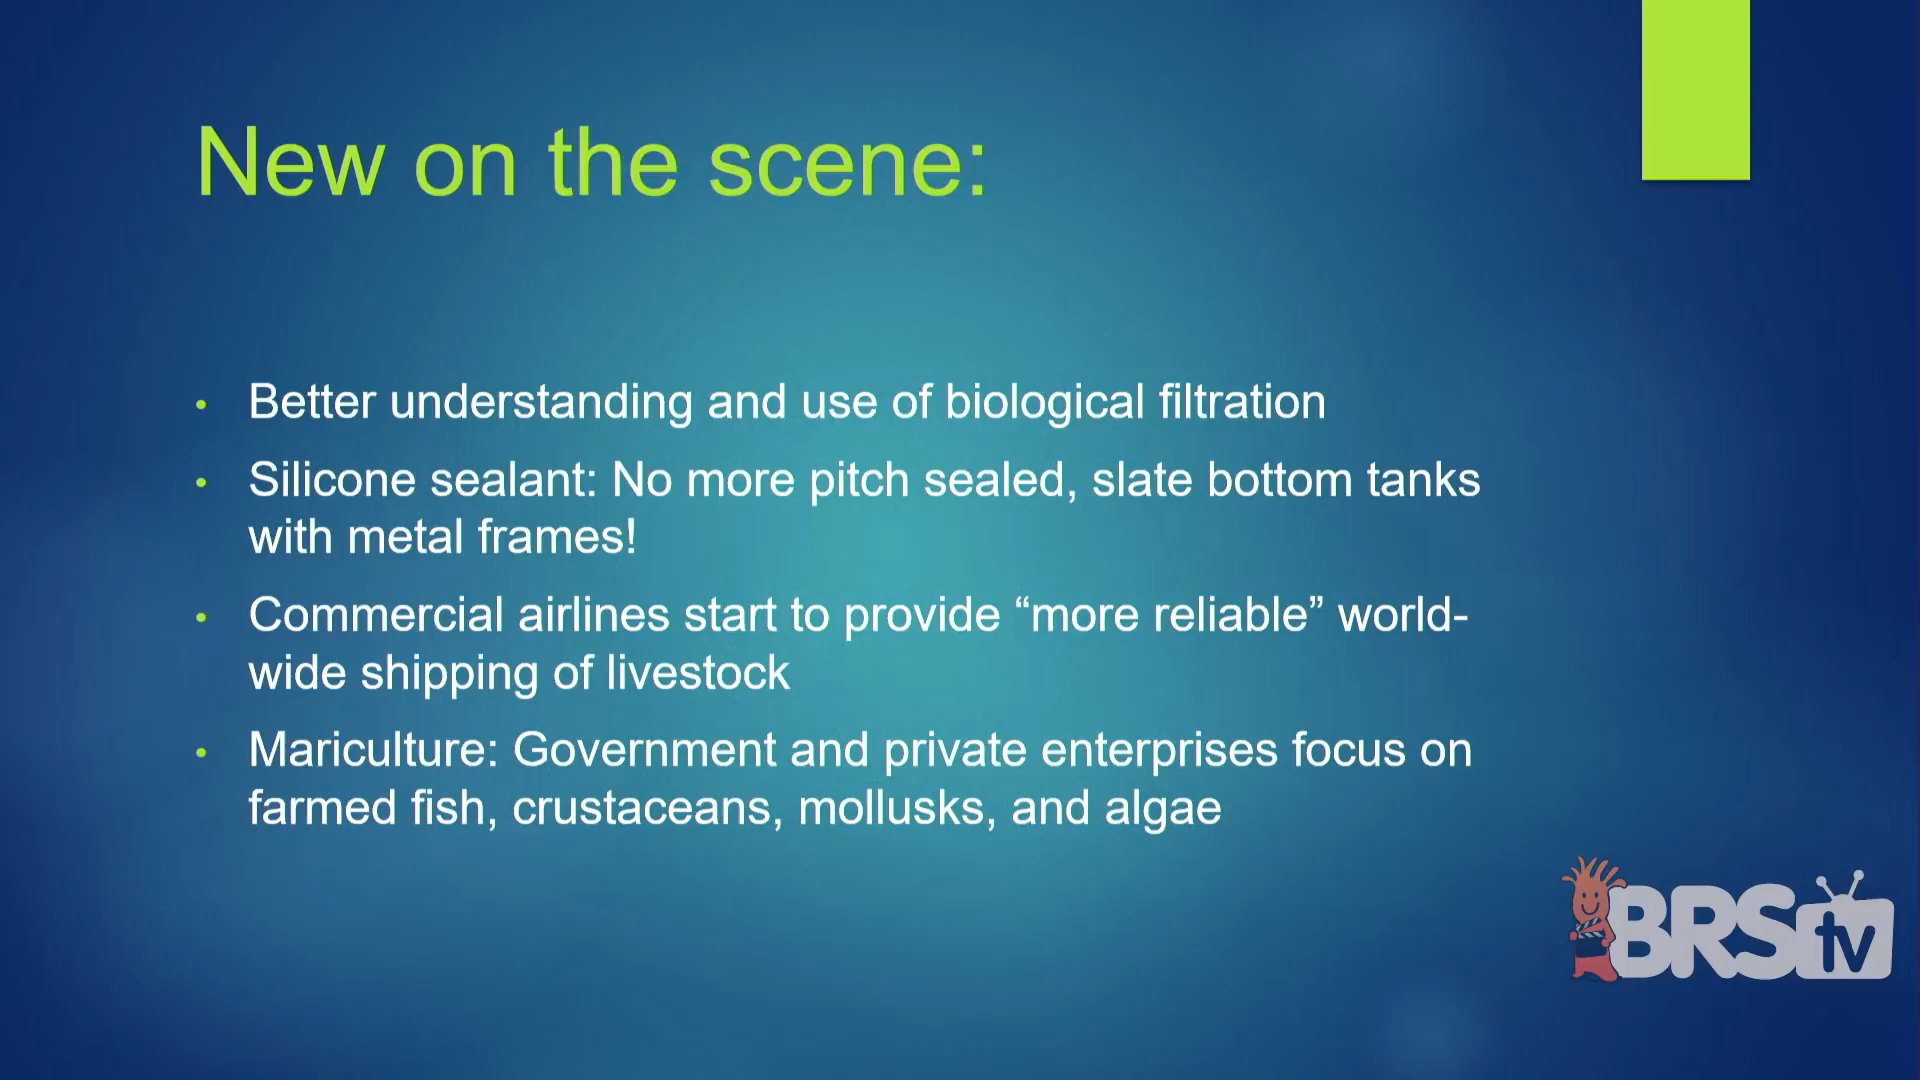 New on the scene:
• Better understanding and use of biological filtration
• Silicone sealant: No more pitch sealed, slate bottom tanks
with metal frames!
• Commercial airlines start to provide “more reliable” world-
wide shipping of livestock
• Mariculture: Government and private enterprises focus on
farmed fish, crustaceans, mollusks, and algae
BRStv